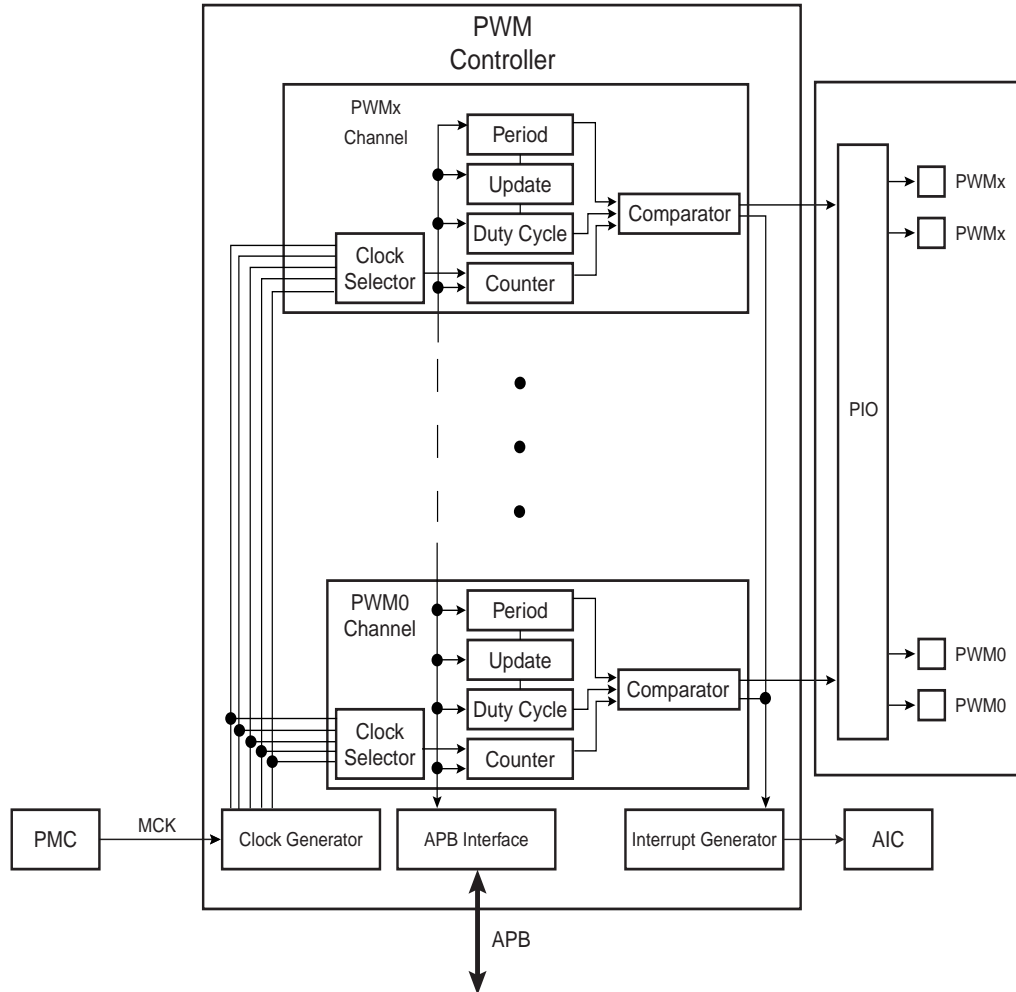 PWM
Controller
PWMx
Channel
Period
Update
Duty Cycle
Comparator
Clock
Selector
Counter
PIO
PWMx
PWMx
PWM0
Channel
Period
Update
Duty Cycle
Comparator
Clock
Selector
Counter
PWM0
PWM0
PMC
MCK
Clock Generator
APB Interface
Interrupt Generator
AIC
APB